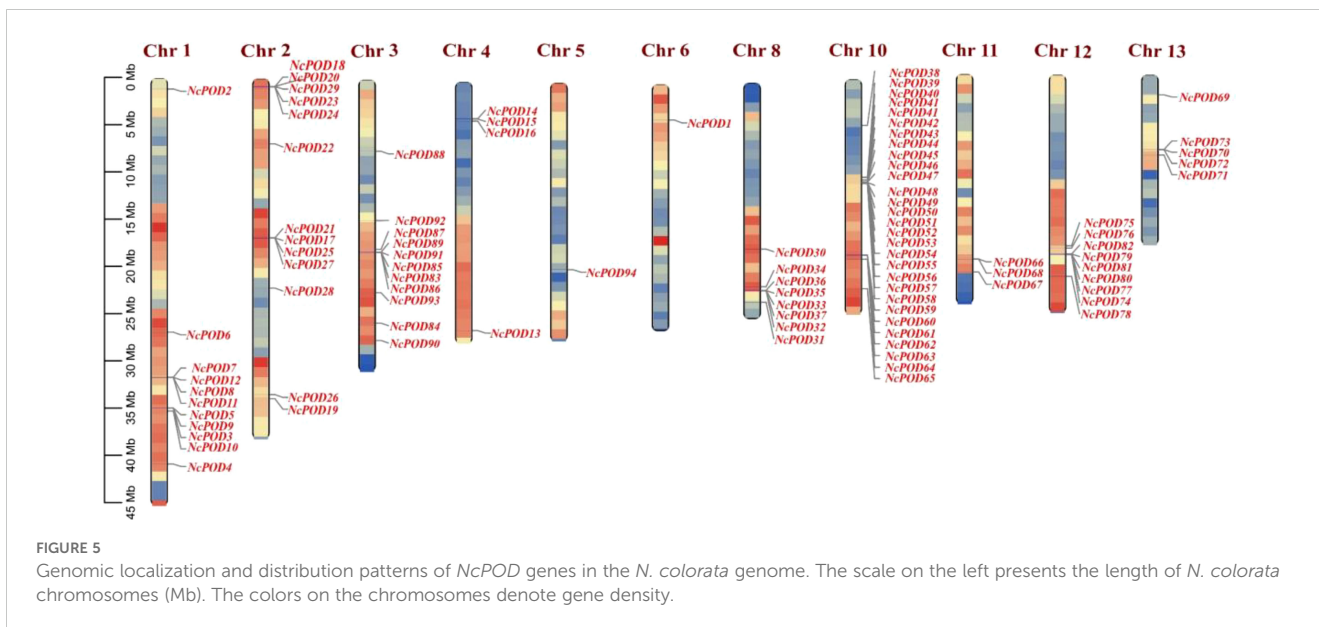 Chr 1
Chr 2
Chr 3
Chr 4
Chr 5
Chr 6
Chr 8
Chr 10
Chr 11
Chr 12
Chr 13
0 Mb
5 Mb
10 Mb
15 Mb
20 Mb
25 Mb
30 Mb
35 Mb
40 Mb
45 Mb
NcPOD2
NcPOD6
NcPOD7
NcPOD12
NcPOD8
NcPOD11
NcPOD5
NcPOD9
NcPOD3
NcPOD10
NcPOD4
NcPOD18
NcPOD20
NcPOD29
NcPOD23
NcPOD24
NcPOD22
NcPOD21
NcPOD17
NcPOD25
NcPOD27
NcPOD28
NcPOD26
NcPOD19
NcPOD88
NcPOD92
NcPOD87
NcPOD89
NcPOD91
NcPOD85
NcPOD83
NcPOD86
NcPOD93
NcPOD84
NcPOD90
NcPOD14
NcPOD15
NcPOD16
NcPOD13
NcPOD94
NcPOD1
NcPOD30
NcPOD34
NcPOD36
NcPOD35
NcPOD33
NcPOD37
NcPOD32
NcPOD31
NcPOD38
NcPOD39
NcPOD40
NcPOD41
NcPOD41
NcPOD42
NcPOD43
NcPOD44
NcPOD45
NcPOD46
NcPOD47
NcPOD48
NcPOD49
NcPOD50
NcPOD51
NcPOD52
NcPOD53
NcPOD54
NcPOD55
NcPOD56
NcPOD57
NcPOD58
NcPOD59
NcPOD60
NcPOD61
NcPOD62
NcPOD63
NcPOD64
NcPOD65
NcPOD66
NcPOD68
NcPOD67
NcPOD75
NcPOD76
NcPOD82
NcPOD79
NcPOD81
NcPOD80
NcPOD77
NcPOD74
NcPOD78
NcPOD69
NcPOD73
NcPOD70
NcPOD72
NcPOD71
FIGURE 5
Genomic localization and distribution patterns of NcPOD genes in the N. colorata genome. The scale on the left presents the length of N. colorata
chromosomes (Mb). The colors on the chromosomes denote gene density.